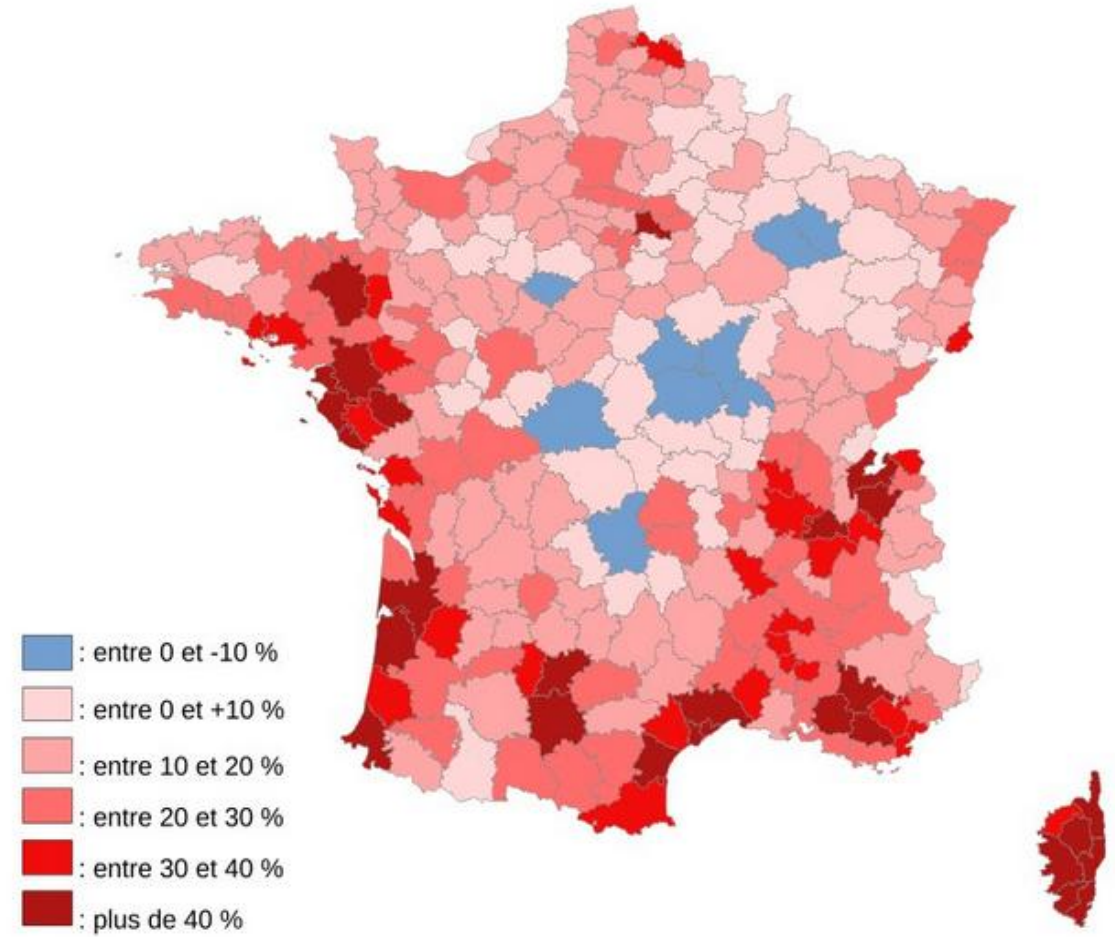 : entre 0 et -10 %
: entre 0 et +10 %
: entre 10 et 20 %
: entre 20 et 30 %
: entre 30 et 40 %
: plus de 40 %